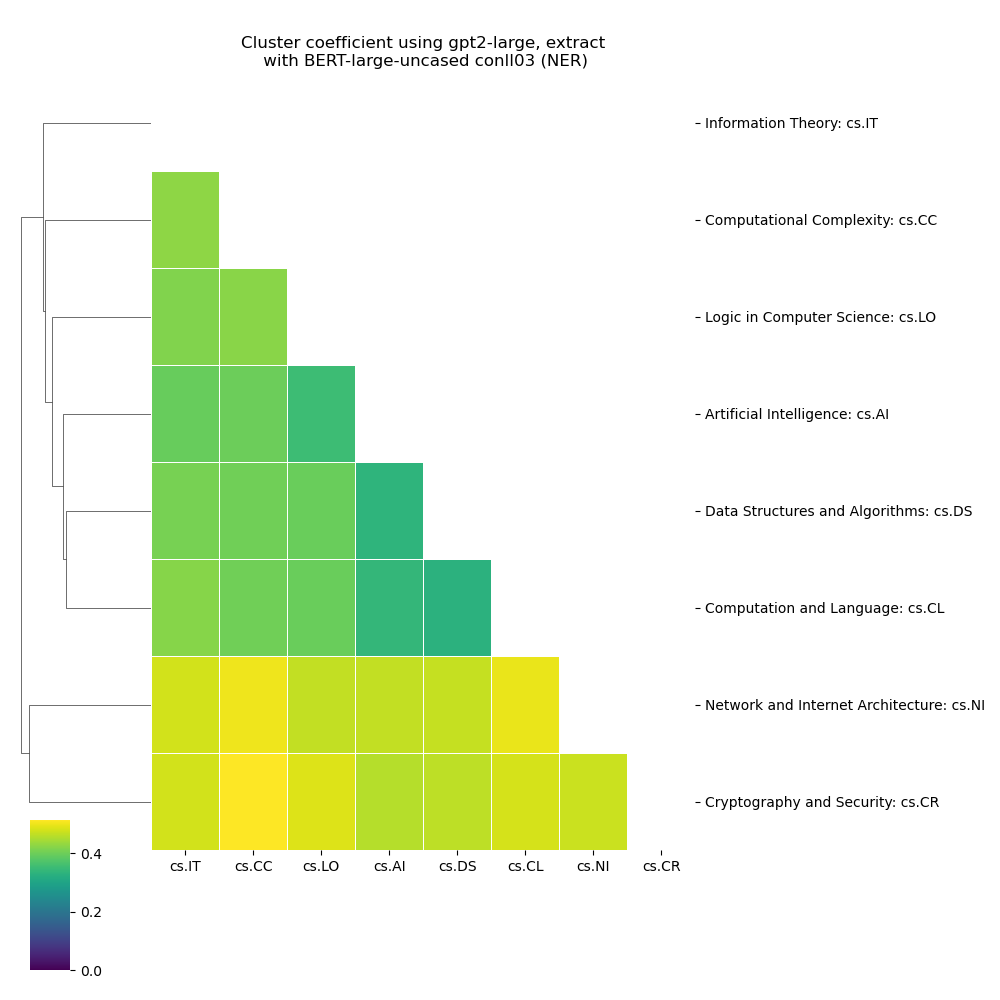 Cluster coefficient using gpt2-large, extract
with BERT-large-uncased conll03 (NER)
Information Theory: cs.IT
Computational Complexity: cs.CC
Logic in Computer Science: cs.LO
Artificial Intelligence: cs.AI
Data Structures and Algorithms: cs.DS
Computation and Language: cs.CL
Network and Internet Architecture: cs.NI
Cryptography and Security: cs.CR
cs.IT cs.CC cs.LO cs.AI cs.DS cs.CL cs.NI cs.CR
0.4
0.2
0.0